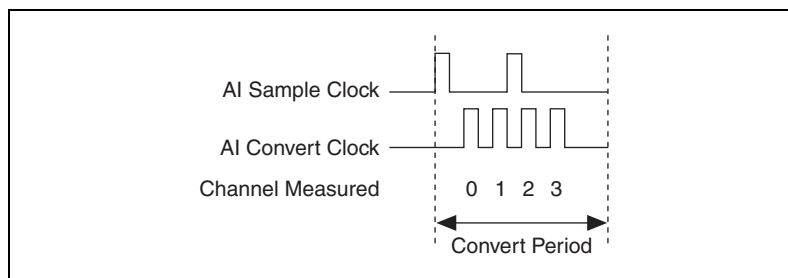 AI Sample Clock
AI Convert Clock
Channel Measured 0 1 2 3
Convert Period